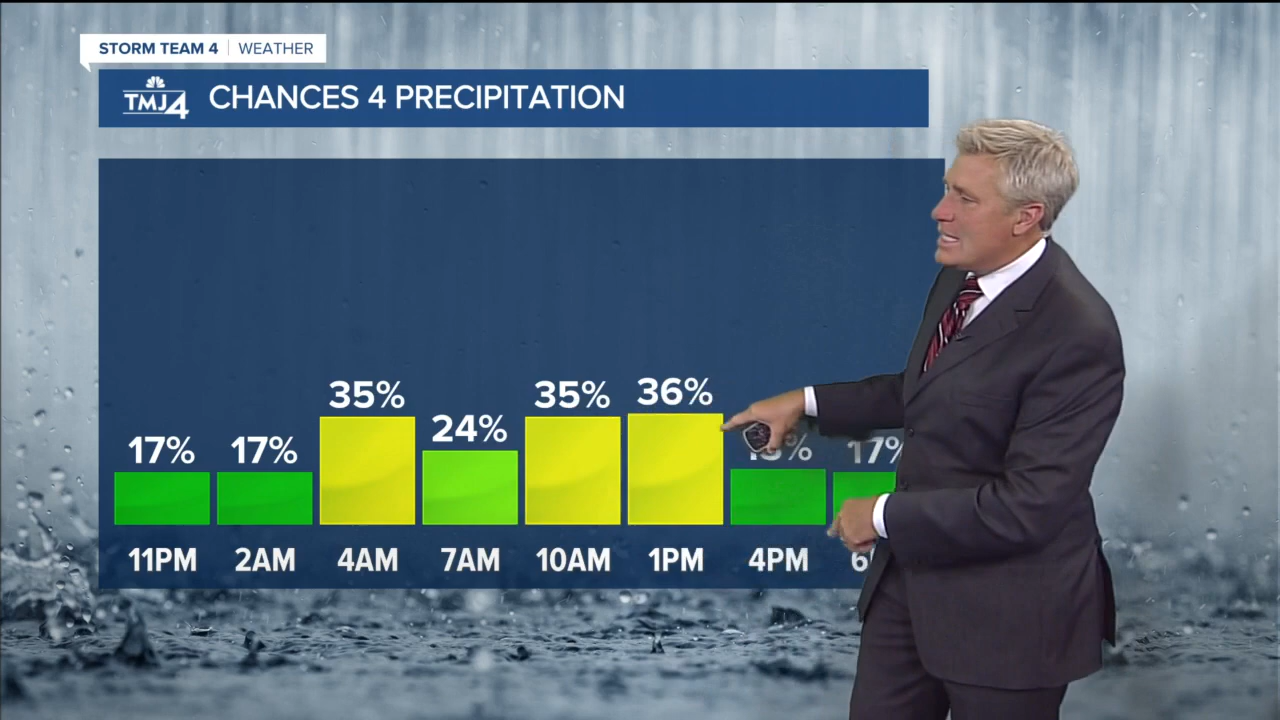 STORM TEAM 4 | WEATHER
TMJ4 CHANCES 4 PRECIPITATION
17% 17% 35% 24% 35% 36% 17%
11PM 2AM 4AM 7AM 10AM 1PM 4PM